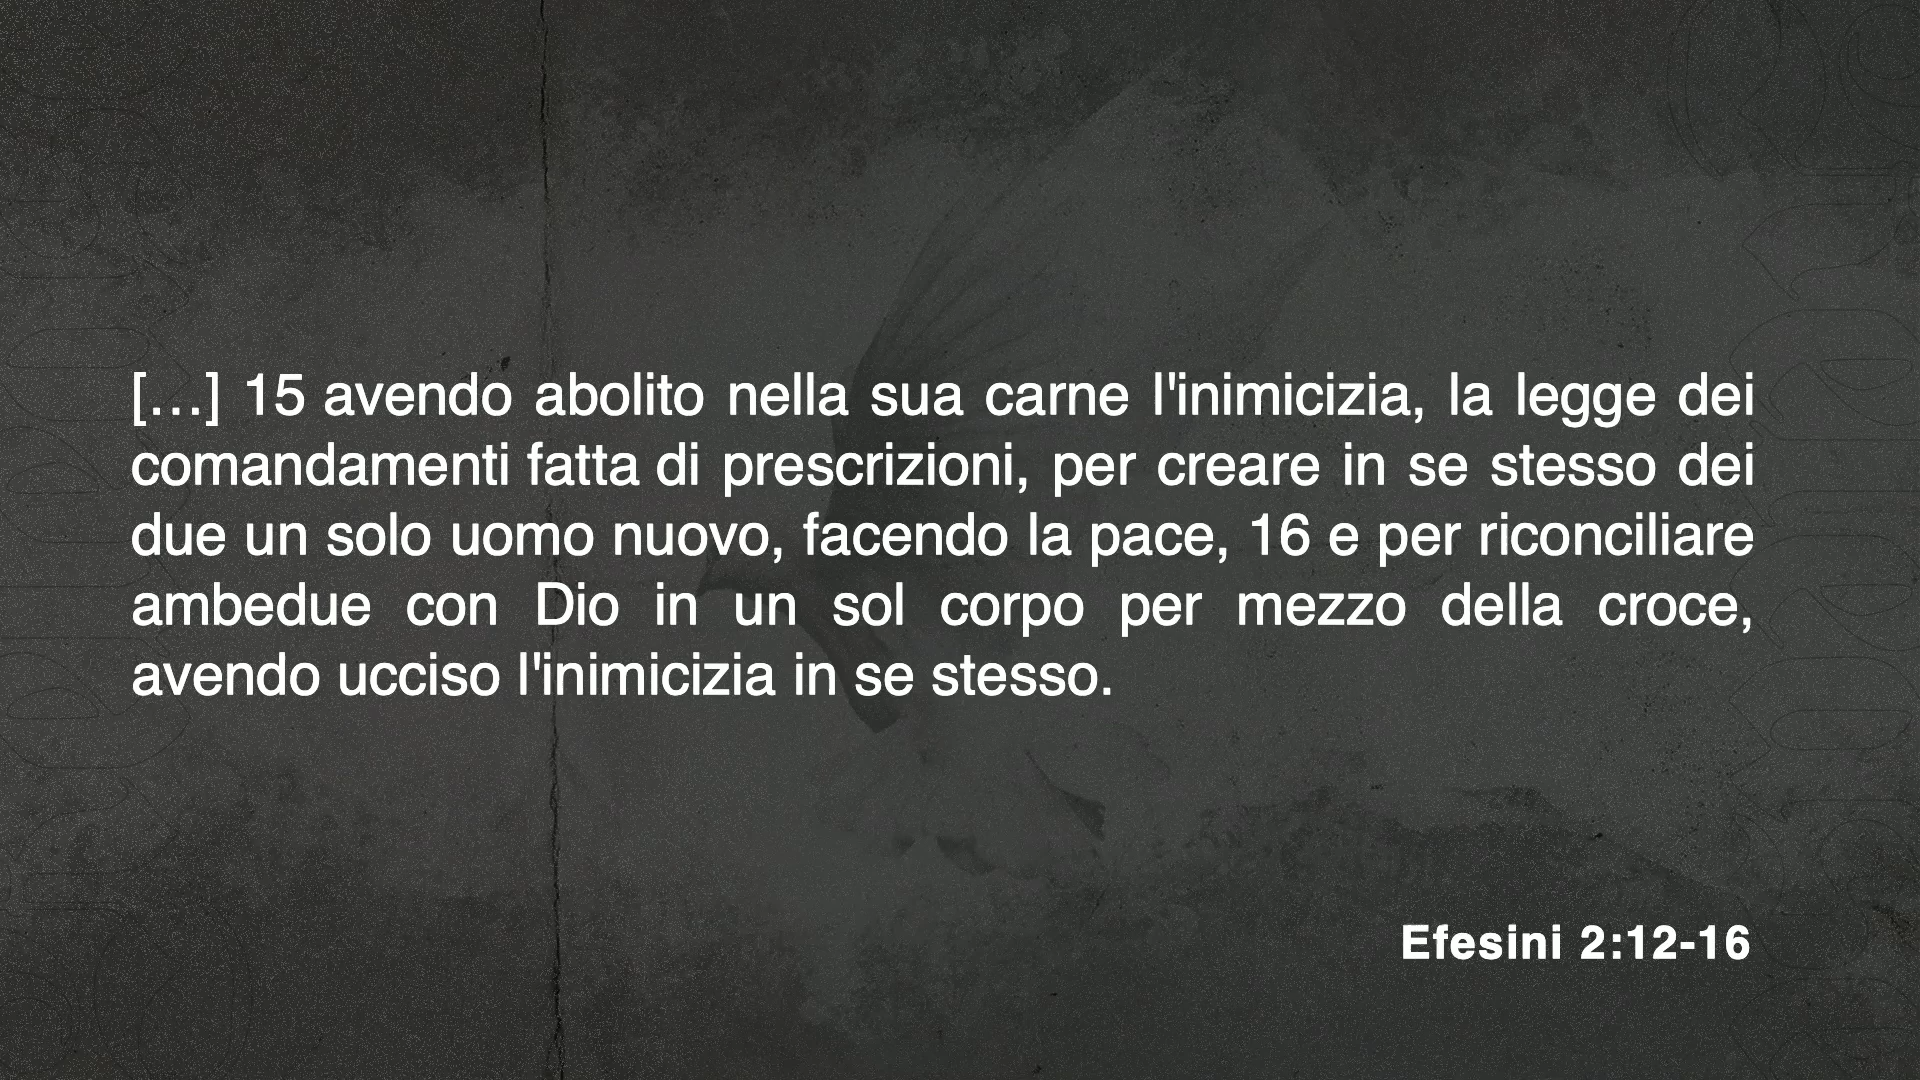 […] 15 avendo abolito nella sua carne l'inimicizia, la legge dei
comandamenti fatta di prescrizioni, per creare in se stesso dei
due un solo uomo nuovo, facendo la pace, 16 e per riconciliare
ambedue con Dio in un sol corpo per mezzo della croce,
avendo ucciso l'inimicizia in se stesso.
Efesini 2:12-16